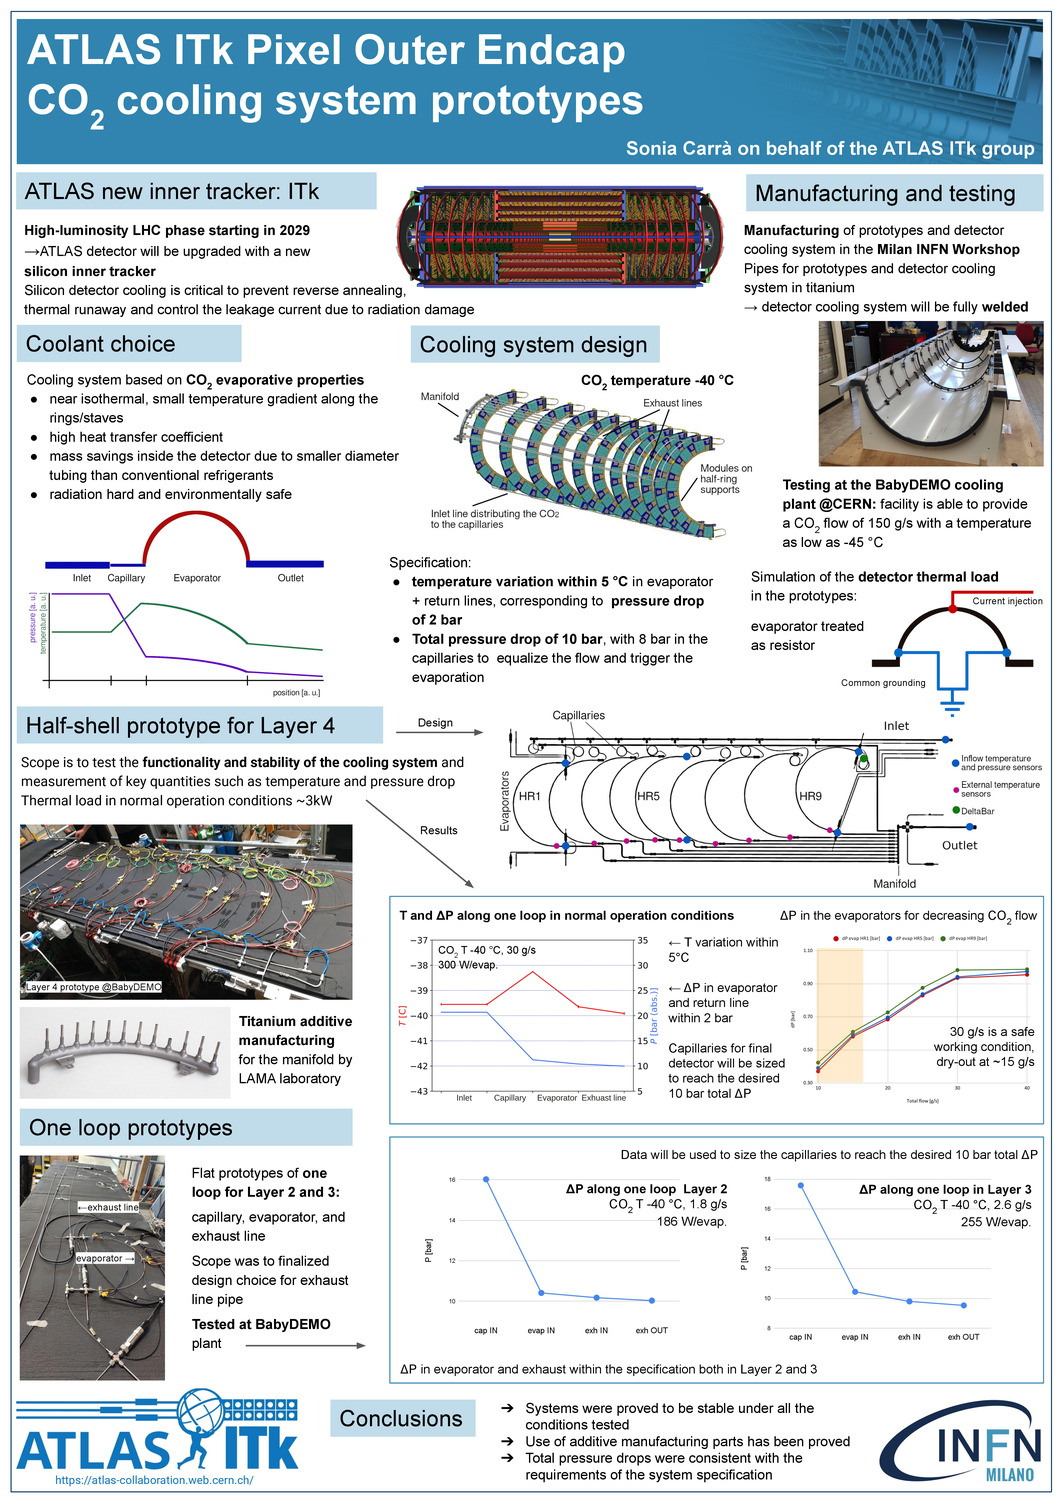 ATLAS ITk Pixel Outer Endcap
CO2 cooling system prototypes
Sonia Carrà on behalf of the ATLAS ITk group
ATLAS new inner tracker: ITk
High-luminosity LHC phase starting in 2029
→ATLAS detector will be upgraded with a new
silicon inner tracker
Silicon detector cooling is critical to prevent reverse annealing,
thermal runaway and control the leakage current due to radiation damage
Manufacturing and testing
Manufacturing of prototypes and detector
cooling system in the Milan INFN Workshop
Pipes for prototypes and detector cooling
system in titanium
→ detector cooling system will be fully welded
Testing at the BabyDEMO cooling
plant @CERN: facility is able to provide
a CO2 flow of 150 g/s with a temperature
as low as -45 °C
Simulation of the detector thermal load
in the prototypes:
evaporator treated
as resistor
Current injection
Common grounding
Coolant choice
Cooling system based on CO2 evaporative properties
● near isothermal, small temperature gradient along the
rings/staves
● high heat transfer coefficient
● mass savings inside the detector due to smaller diameter
tubing than conventional refrigerants
● radiation hard and environmentally safe
Inlet Capillary Evaporator Outlet
pressure [a. u.]
temperature [a. u.]
position [a. u.]
Cooling system design
CO2 temperature -40 °C
Manifold
Exhaust lines
Modules on
half-ring
supports
Inlet line distributing the CO2
to the capillaries
Specification:
● temperature variation within 5 °C in evaporator
+ return lines, corresponding to pressure drop
of 2 bar
● Total pressure drop of 10 bar, with 8 bar in the
capillaries to equalize the flow and trigger the
evaporation
Half-shell prototype for Layer 4
Design
Scope is to test the functionality and stability of the cooling system and
measurement of key quantities such as temperature and pressure drop
Thermal load in normal operation conditions ~3kW
Results
Layer 4 prototype @BabyDEMO
Titanium additive
manufacturing
for the manifold by
LAMA laboratory
Capillaries
Inlet
Evaporators
HR1 HR5 HR9
Inflow temperature
and pressure sensors
External temperature
sensors
DeltaBar
Outlet
Manifold
T and ΔP along one loop in normal operation conditions
CO2 T -40 °C, 30 g/s
300 W/evap.
T [C]
−37
−38
−39
−40
−41
−42
−43
P [bar (abs.)]
35
30
25
20
15
10
5
Inlet Capillary Evaporator Exhuast line
← T variation within
5°C
← ΔP in evaporator
and return line
within 2 bar
Capillaries for final
detector will be sized
to reach the desired
10 bar total ΔP
ΔP in the evaporators for decreasing CO2 flow
dP evap HR1 [bar] dP evap HR5 [bar] dP evap HR9 [bar]
dP [bar]
1.10
0.90
0.70
0.50
0.30
10 20 30 40
Total flow [g/s]
30 g/s is a safe
working condition,
dry-out at ~15 g/s
One loop prototypes
←exhaust line
evaporator →
Flat prototypes of one
loop for Layer 2 and 3:
capillary, evaporator, and
exhaust line
Scope was to finalized
design choice for exhaust
line pipe
Tested at BabyDEMO
plant
Data will be used to size the capillaries to reach the desired 10 bar total ΔP
ΔP along one loop Layer 2
CO2 T -40 °C, 1.8 g/s
186 W/evap.
P [bar]
16
14
12
10
cap IN evap IN exh IN exh OUT
ΔP along one loop in Layer 3
CO2 T -40 °C, 2.6 g/s
255 W/evap.
P [bar]
18
16
14
12
10
8
cap IN evap IN exh IN exh OUT
ΔP in evaporator and exhaust within the specification both in Layer 2 and 3
ATLAS ITk
https://atlas-collaboration.web.cern.ch/
Conclusions
➔ Systems were proved to be stable under all the
conditions tested
➔ Use of additive manufacturing parts has been proved
➔ Total pressure drops were consistent with the
requirements of the system specification
INFN
MILANO